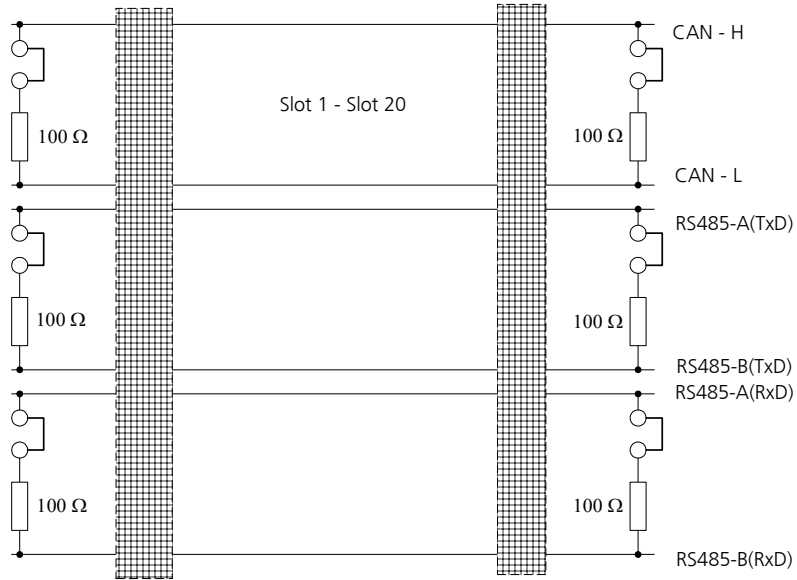 CAN - H
Slot 1 - Slot 20
100 Ω
100 Ω
CAN - L
RS485-A(TxD)
100 Ω
100 Ω
RS485-B(TxD)
RS485-A(RxD)
100 Ω
100 Ω
RS485-B(RxD)